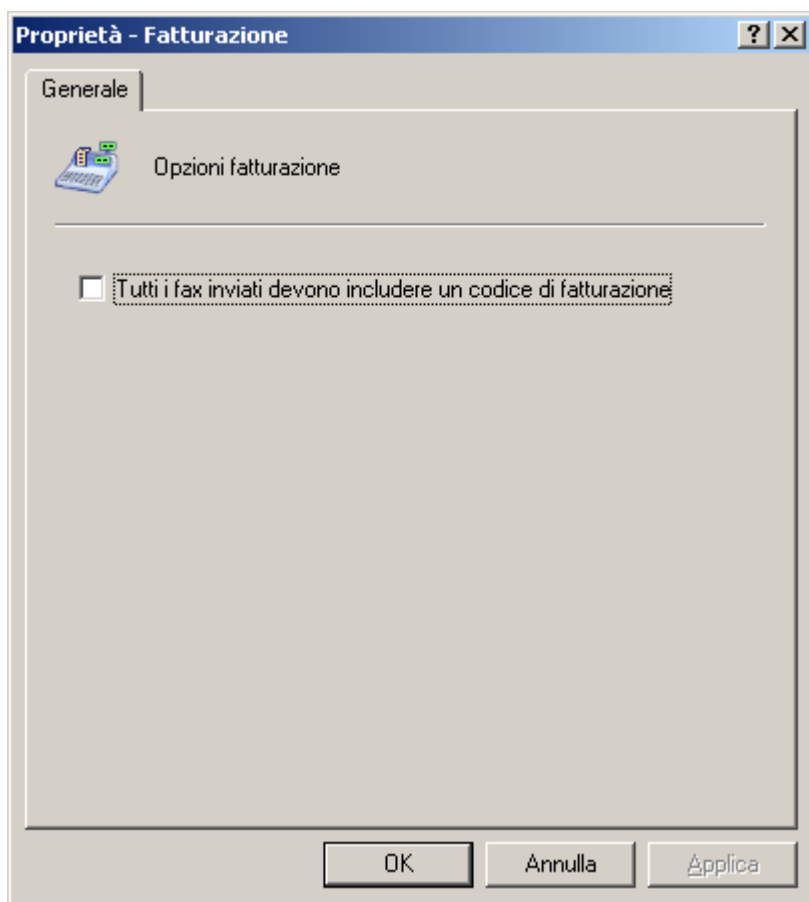 Proprietà - Fatturazione
Generale
Opzioni fatturazione
Tutti i fax inviati devono includere un codice di fatturazione
OK Annulla Applica